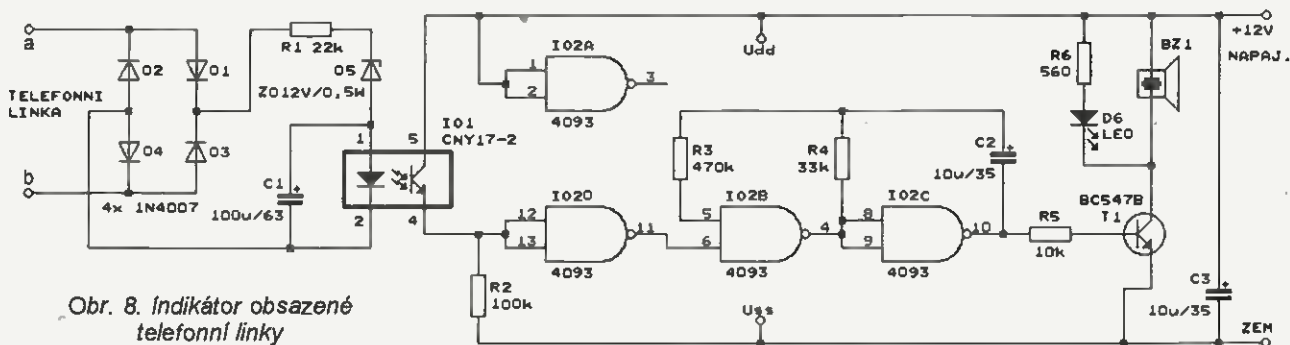 a
TELEFONNI
LINKA
b
D2
D1
D4
D3
4x 1N4007
R1 22k
D5
ZD12V/0,5W
C1
100u/63
IO1
CNY17-2
1
5
2
4
IO2A
1
2
3
4093
Udd
R2
100k
IO2D
12
13
11
4093
R3
470k
IO2B
5
6
4
4093
R4
33k
IO2C
8
9
10
4093
C2
10u/35
R5
10k
R6
560
D6
LED
BZ1
BC547B
T1
C3
10u/35
+12V
NAPAJ.
Uss
ZEM
Obr. 8. Indikátor obsazené
telefonní linky